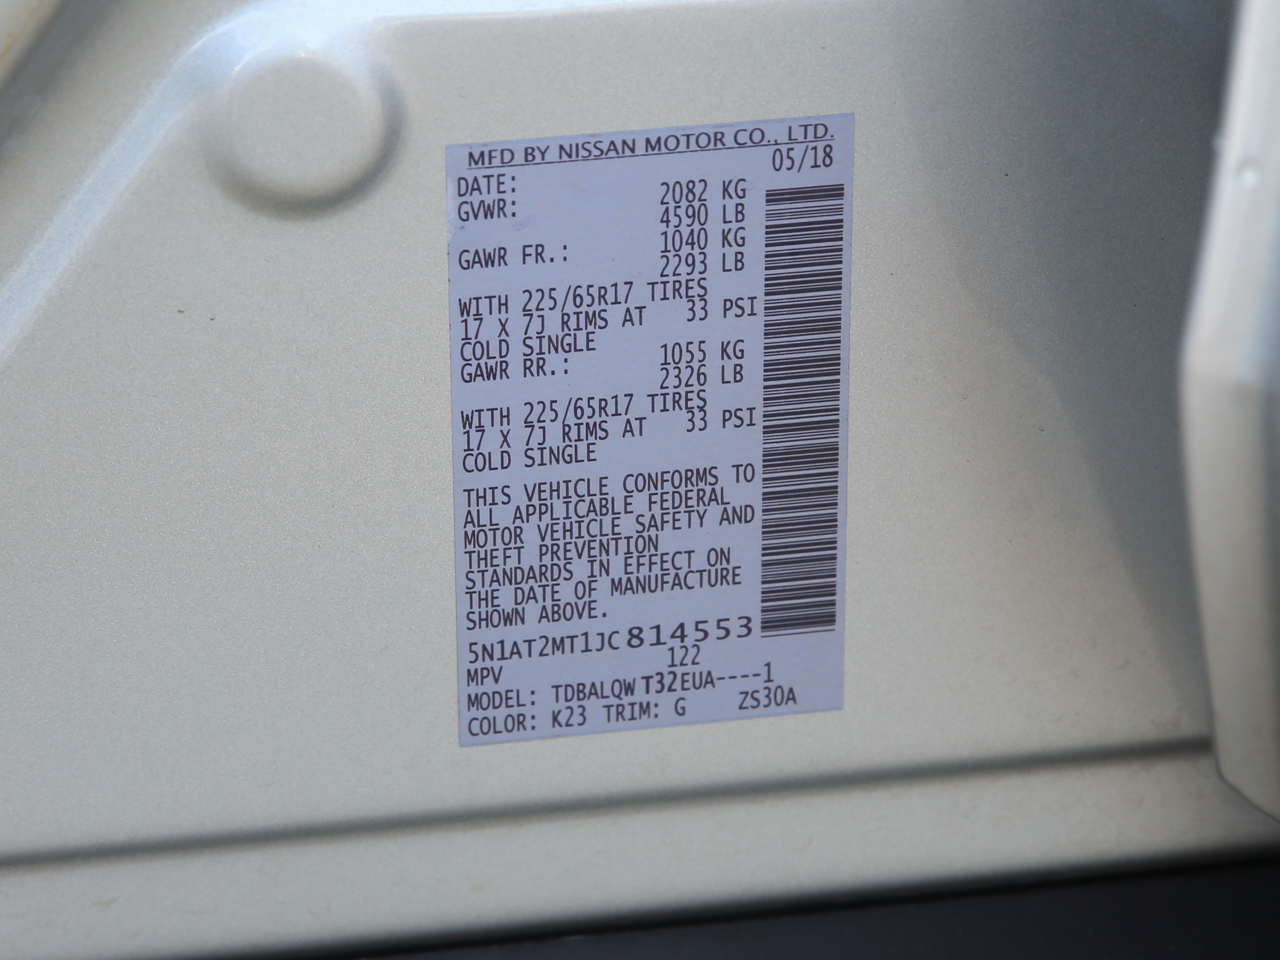 MFD BY NISSAN MOTOR CO., LTD.
DATE: 05/18
GVWR: 2082 KG
4590 LB
GAWR FR.: 1040 KG
2293 LB
WITH 225/65R17 TIRES
17 X 7J RIMS AT 33 PSI
COLD SINGLE
GAWR RR.: 1055 KG
2326 LB
WITH 225/65R17 TIRES
17 X 7J RIMS AT 33 PSI
COLD SINGLE
THIS VEHICLE CONFORMS TO
ALL APPLICABLE FEDERAL
MOTOR VEHICLE SAFETY AND
THEFT PREVENTION
STANDARDS IN EFFECT ON
THE DATE OF MANUFACTURE
SHOWN ABOVE.
5N1AT2MT1JC814553
MPV 122
MODEL: TDBALQWT32EUA----1
COLOR: K23 TRIM: G ZS30A